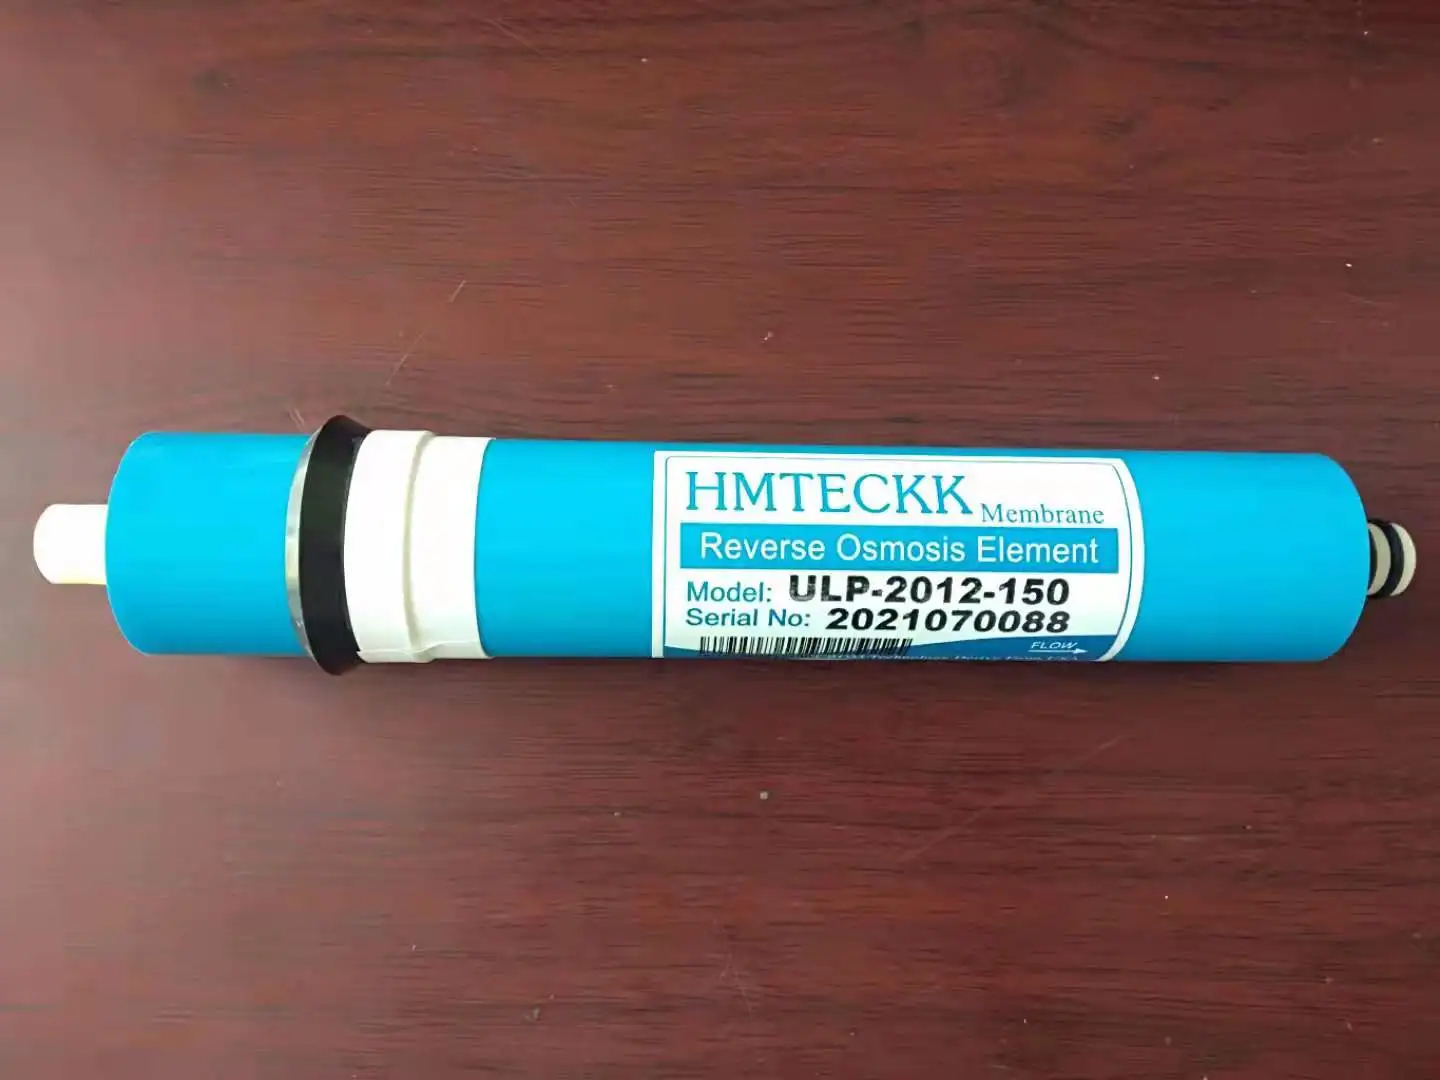 HMTECKK Membrane
Reverse Osmosis Element
Model: ULP-2012-150
Serial No: 2021070088
FLOW